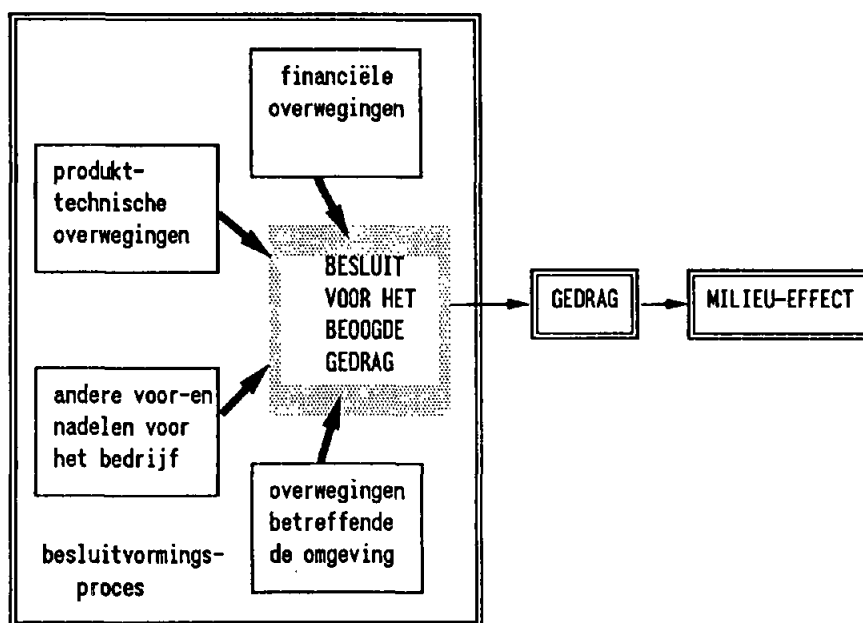 financiële
overwegingen
produkt-
technische
overwegingen
BESLUIT
VOOR HET
BEOOGDE
GEDRAG
GEDRAG
MILIEU-EFFECT
andere voor-en
nadelen voor
het bedrijf
overwegingen
betreffende
de omgeving
besluitvormings-
proces